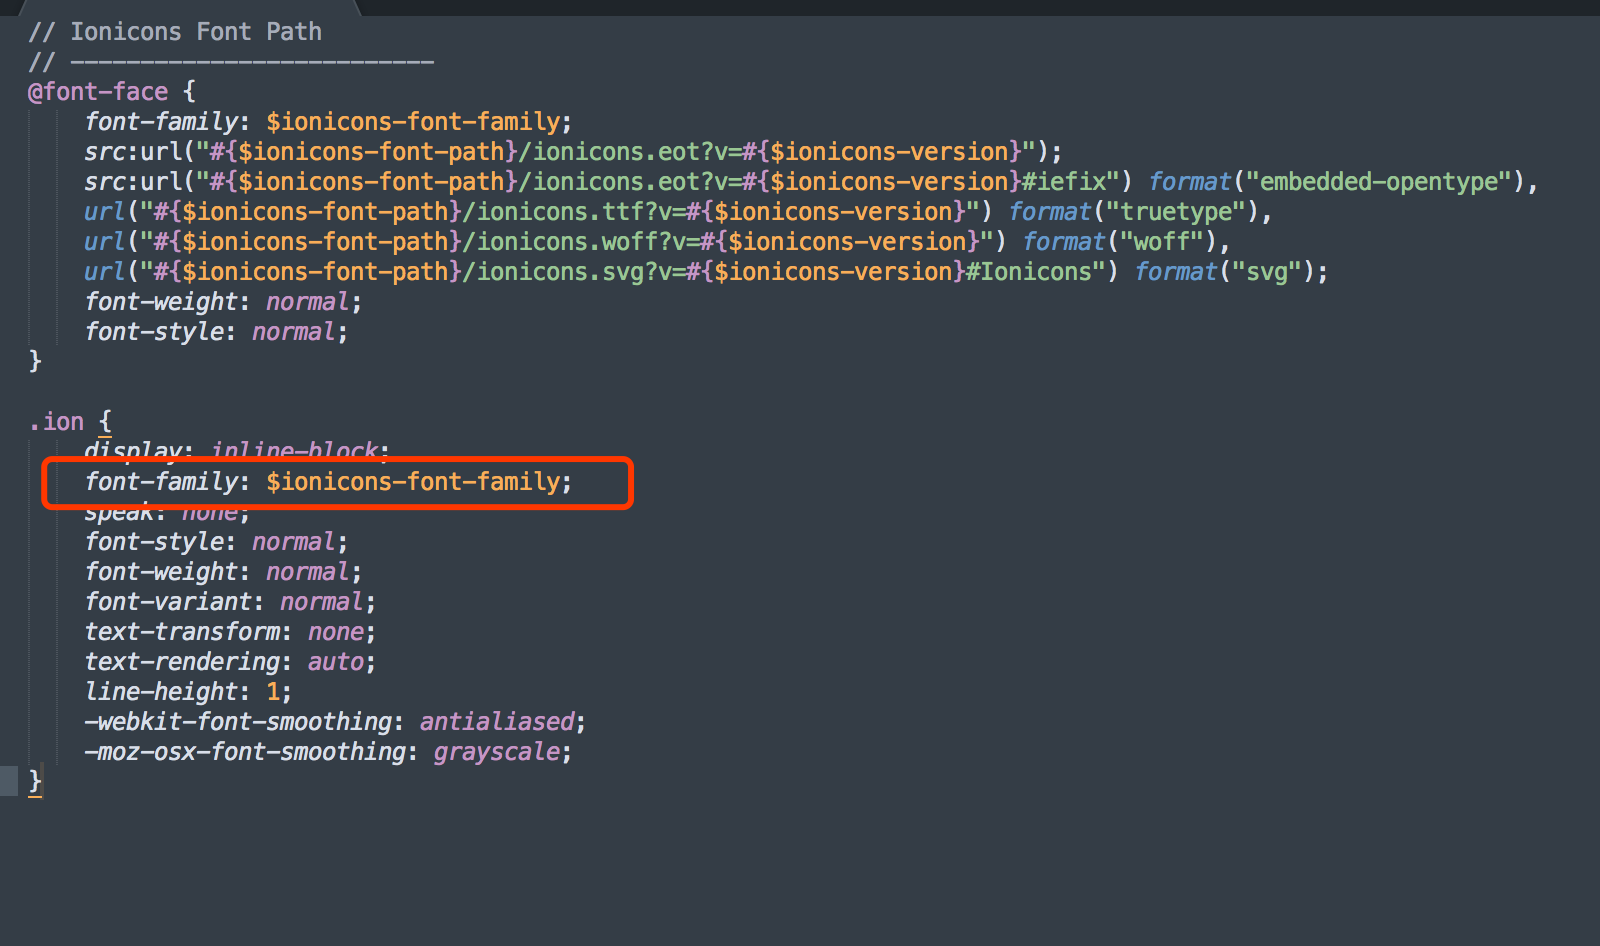 // Ionicons Font Path
// --------------------------
@font-face {
font-family: $ionicons-font-family;
src:url("#{$ionicons-font-path}/ionicons.eot?v=#{$ionicons-version}");
src:url("#{$ionicons-font-path}/ionicons.eot?v=#{$ionicons-version}#iefix") format("embedded-opentype"),
url("#{$ionicons-font-path}/ionicons.ttf?v=#{$ionicons-version}") format("truetype"),
url("#{$ionicons-font-path}/ionicons.woff?v=#{$ionicons-version}") format("woff"),
url("#{$ionicons-font-path}/ionicons.svg?v=#{$ionicons-version}#Ionicons") format("svg");
font-weight: normal;
font-style: normal;
}
.ion {
display: inline-block;
font-family: $ionicons-font-family;
speak: none;
font-style: normal;
font-weight: normal;
font-variant: normal;
text-transform: none;
text-rendering: auto;
line-height: 1;
-webkit-font-smoothing: antialiased;
-moz-osx-font-smoothing: grayscale;
}